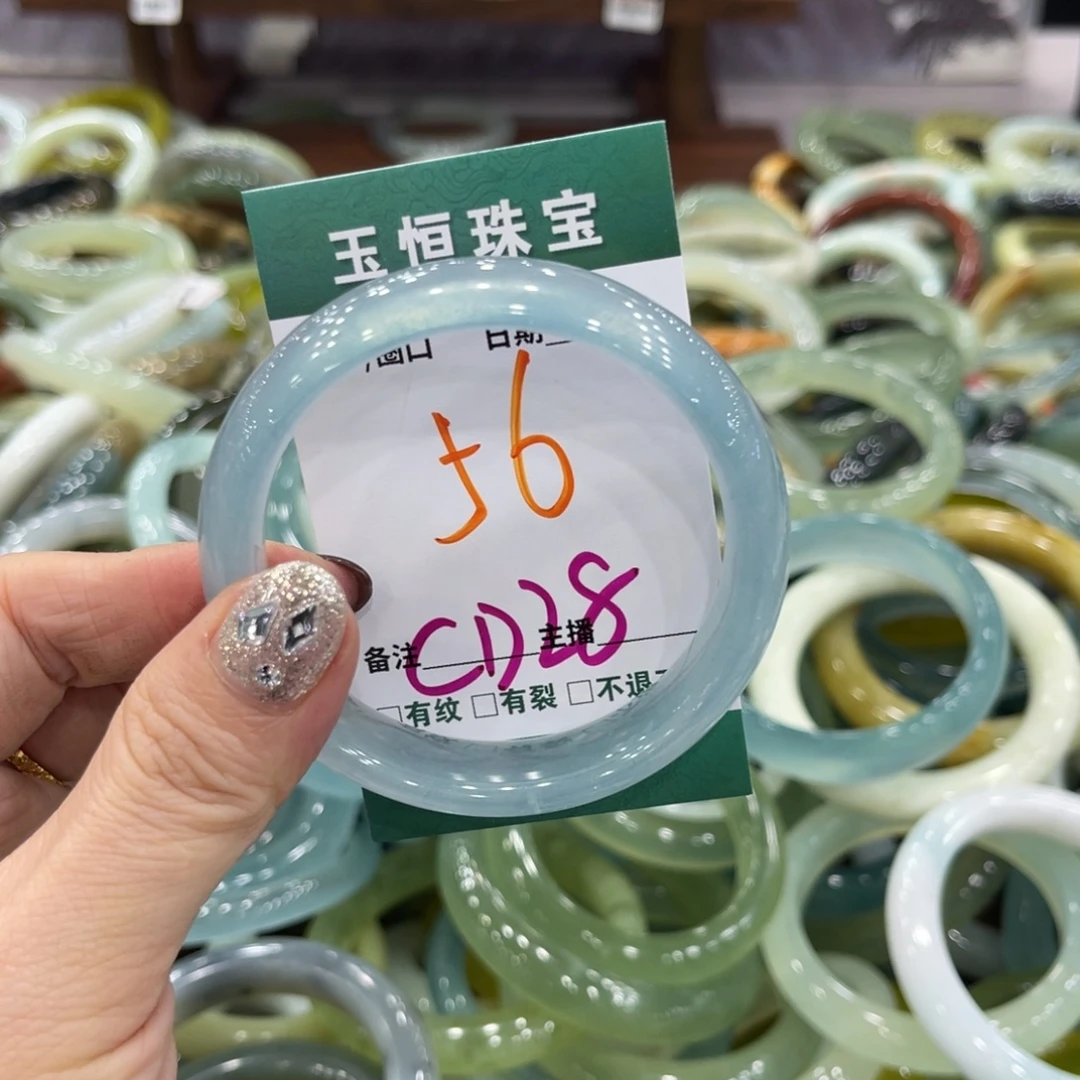 玉恒珠宝
圈口 日期
56
CD28
备注 主播
□有纹 □有裂 □不退